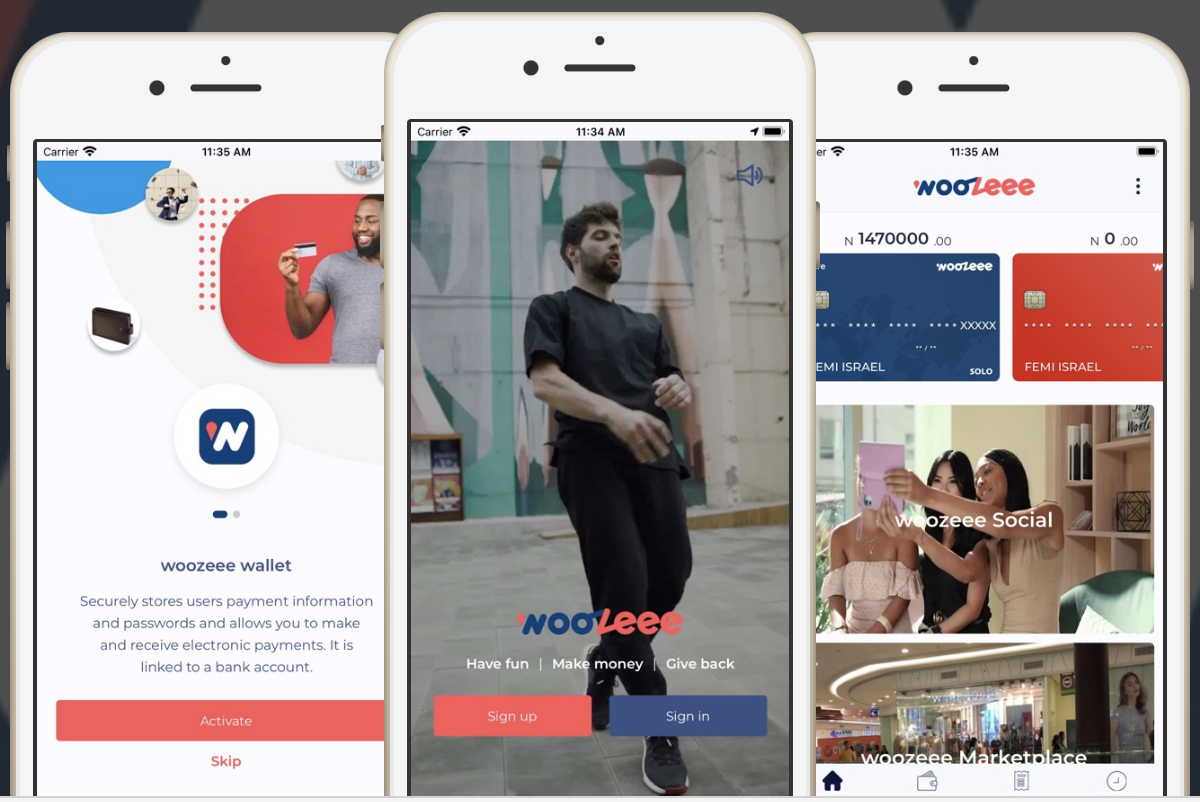 Carrier
11:35 AM
woozeee wallet
Securely stores users payment information
and passwords and allows you to make
and receive electronic payments. It is
linked to a bank account.
Activate
Skip
Carrier
11:34 AM
woozeee
Have fun | Make money | Give back
Sign up
Sign in
er
11:35 AM
woozeee
N 1470000 .00
N 0 .00
woozeee
**** **** **** XXXXX
**/**
EMI ISRAEL
SOLO
W
**** **** **** **
**/**
FEMI ISRAEL
woozeee Social
woozeee Marketplace